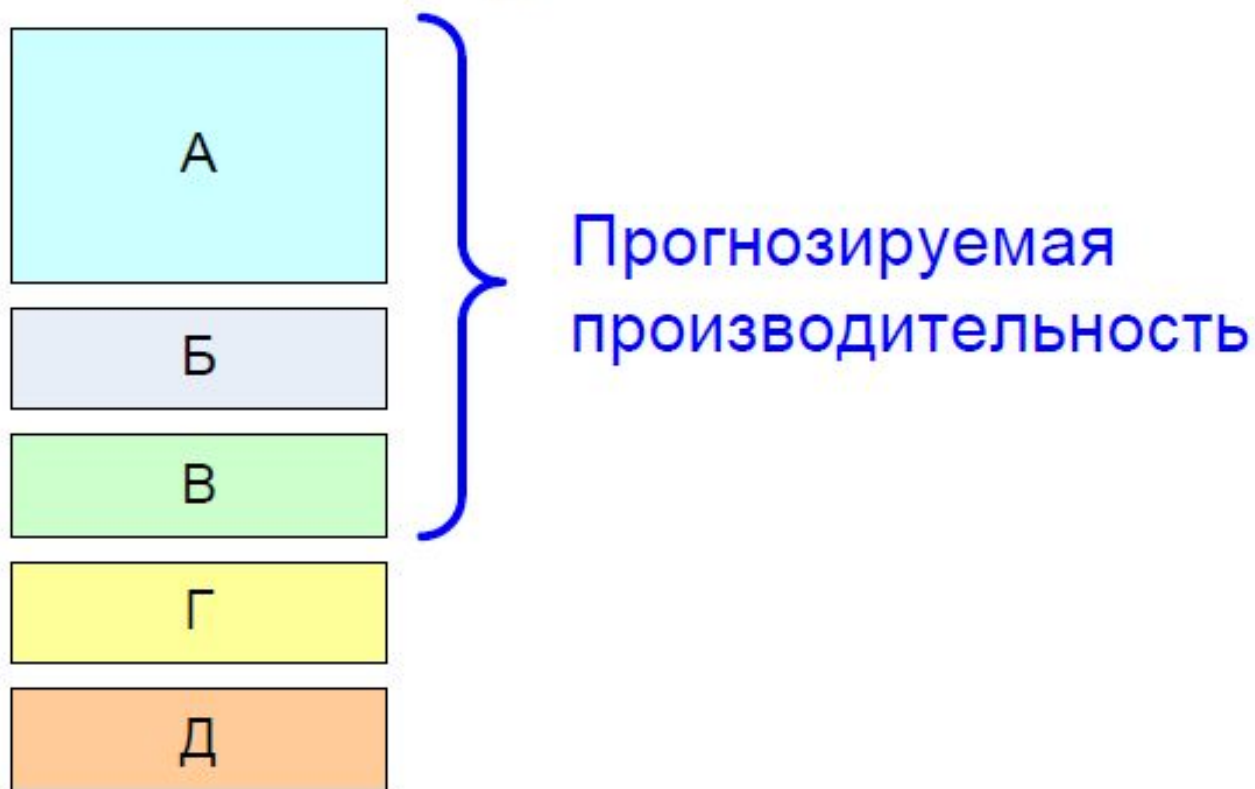 А
Б
В
Г
Д
Прогнозируемая
производительность